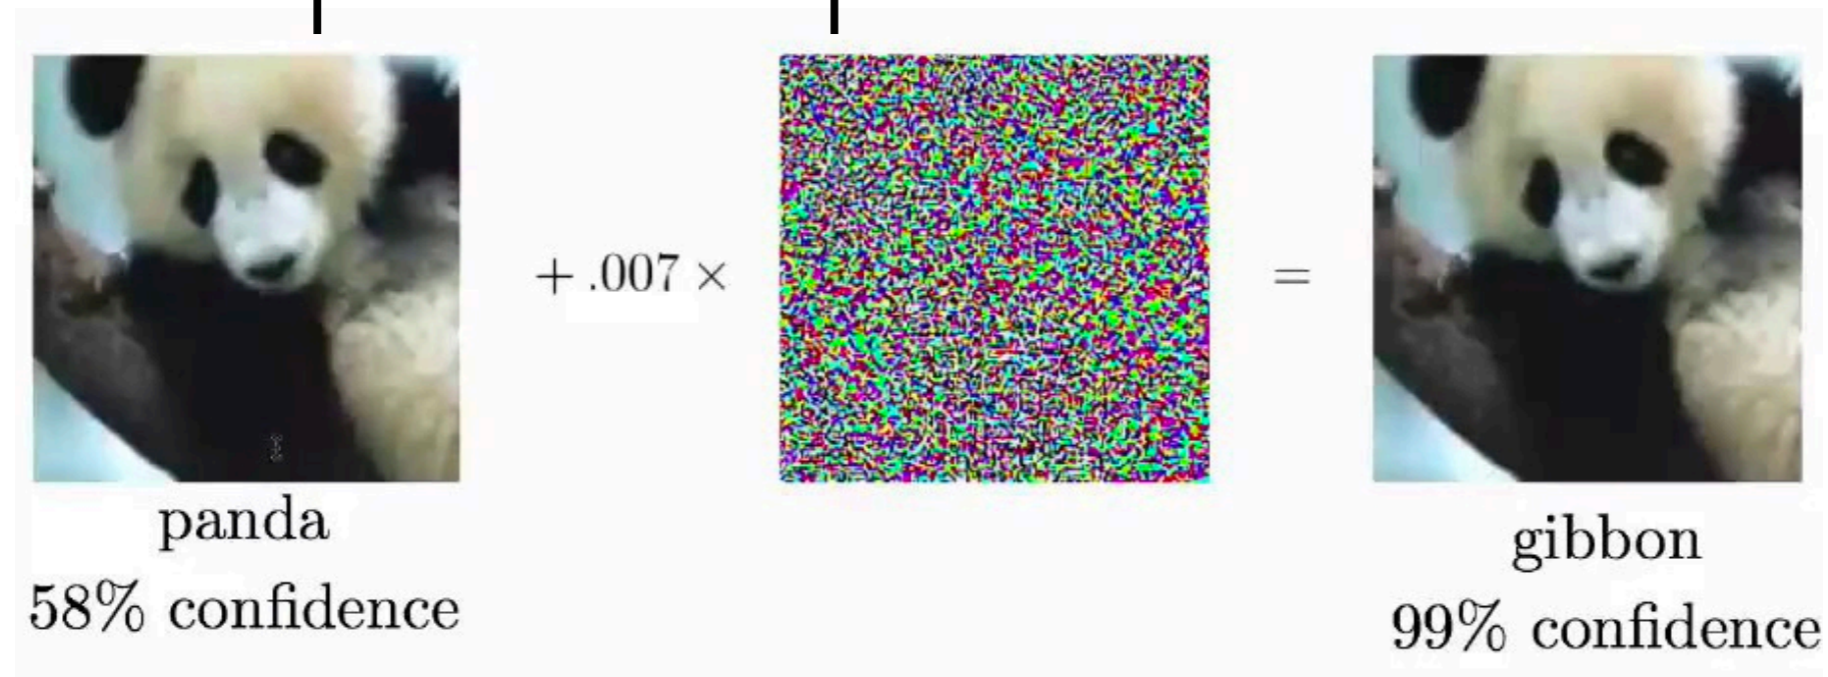 + .007 ×
=
panda
58% confidence
gibbon
99% confidence